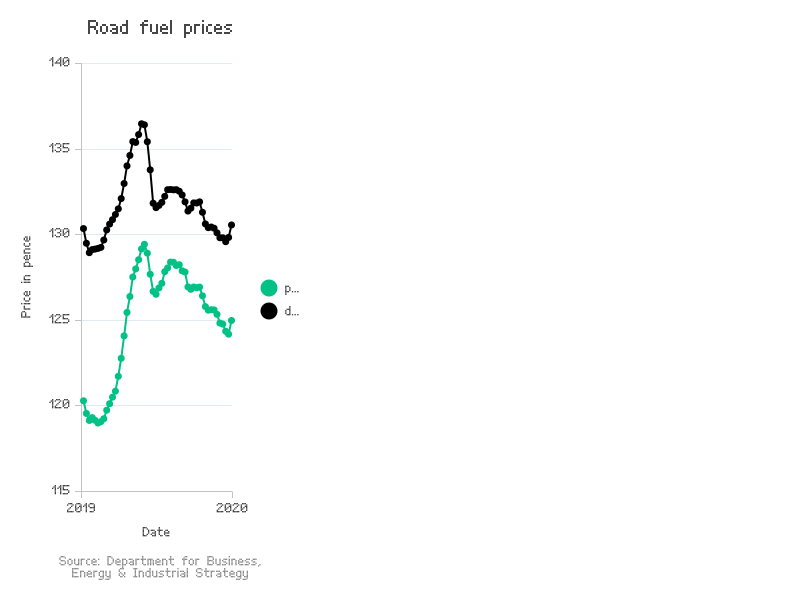 Road fuel prices
140
135
130
125
120
115
2019
2020
Price in pence
Date
p...
d...
Source: Department for Business,
Energy & Industrial Strategy